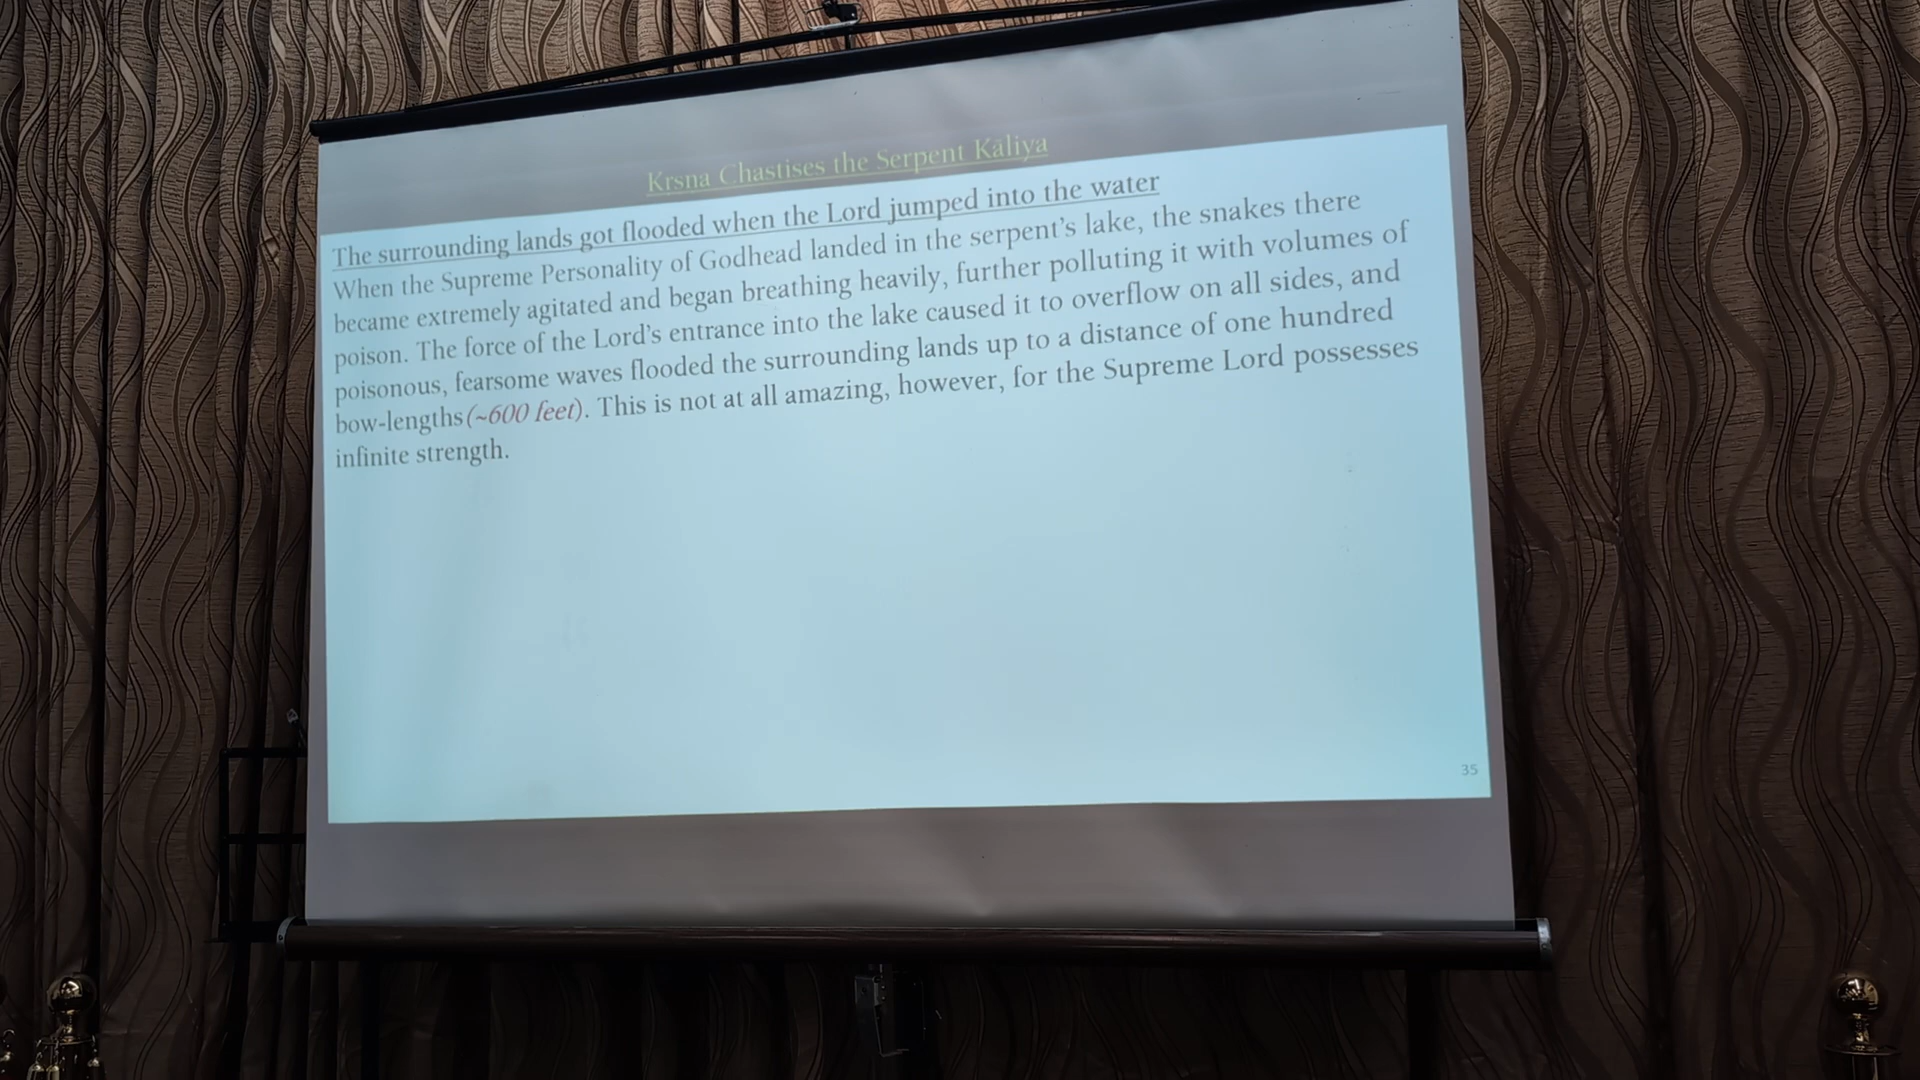 Krsna Chastises the Serpent Kāliya
The surrounding lands got flooded when the Lord jumped into the water
When the Supreme Personality of Godhead landed in the serpent's lake, the snakes there
became extremely agitated and began breathing heavily, further polluting it with volumes of
poison. The force of the Lord's entrance into the lake caused it to overflow on all sides, and
poisonous, fearsome waves flooded the surrounding lands up to a distance of one hundred
bow-lengths (~600 feet). This is not at all amazing, however, for the Supreme Lord possesses
infinite strength.
35